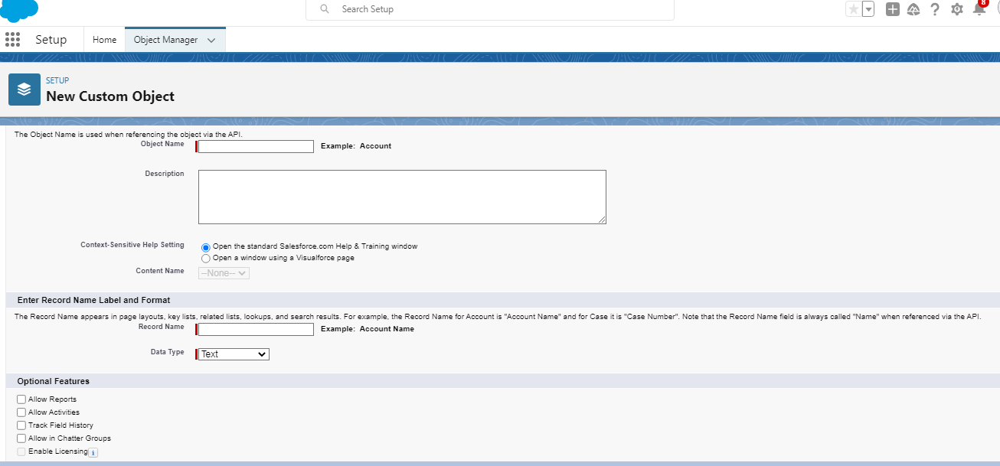 Search Setup
8
Setup Home Object Manager
SETUP
New Custom Object
The Object Name is used when referencing the object via the API.
Object Name Example: Account
Description
Context-Sensitive Help Setting Open the standard Salesforce.com Help & Training window
Open a window using a Visualforce page
Content Name --None--
Enter Record Name Label and Format
The Record Name appears in page layouts, key lists, related lists, lookups, and search results. For example, the Record Name for Account is "Account Name" and for Case it is "Case Number". Note that the Record Name field is always called "Name" when referenced via the API.
Record Name Example: Account Name
Data Type Text
Optional Features
Allow Reports
Allow Activities
Track Field History
Allow in Chatter Groups
Enable Licensing i